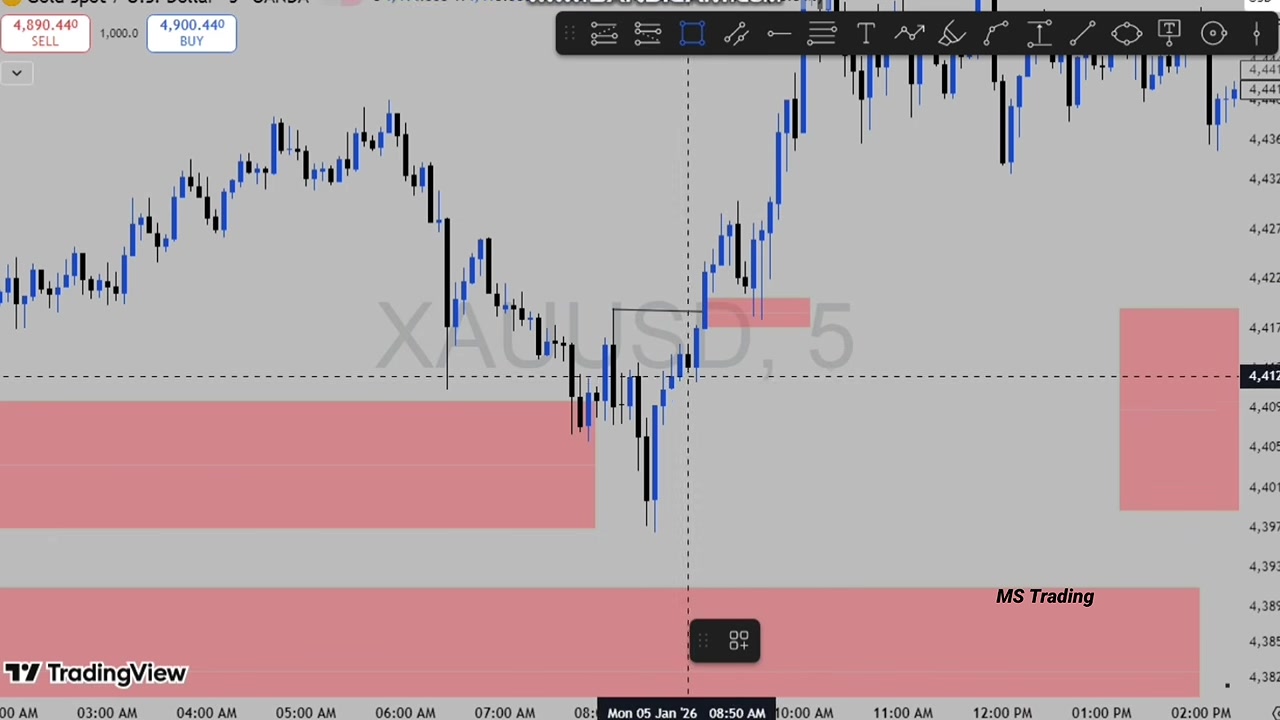 4,890.440
SELL
1,000.0
4,900.440
BUY
4,441
4,441
4,436
4,432
4,427
4,422
XAUUSD, 5
4,417
4,412
4,409
4,405
4,401
4,397
4,393
MS Trading
4,389
4,385
TradingView
4,382
03:00 AM
04:00 AM
05:00 AM
06:00 AM
07:00 AM
Mon 05 Jan '26 08:50 AM
10:00 AM
11:00 AM
12:00 PM
01:00 PM
02:00 PM